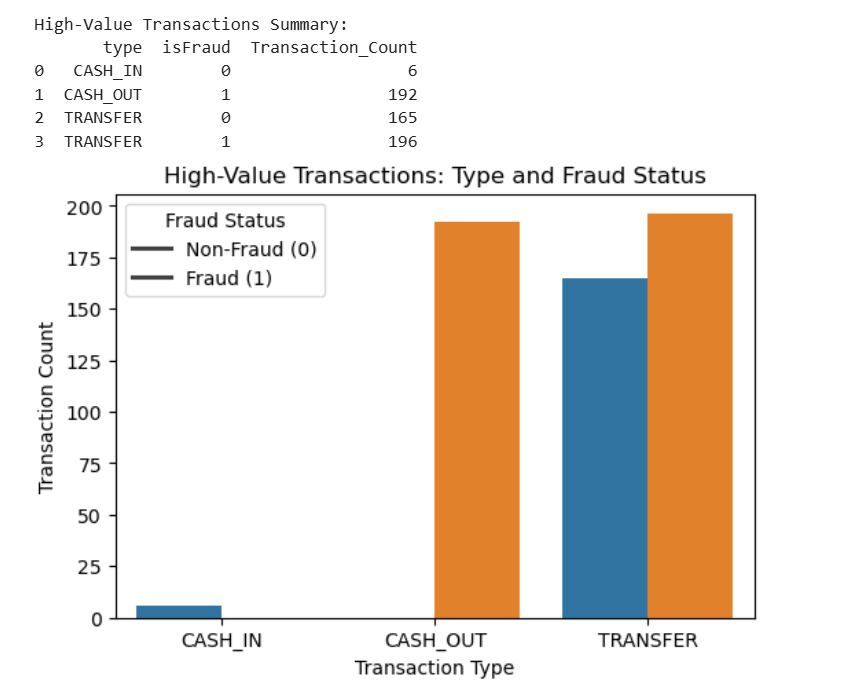 High-Value Transactions Summary:
type isFraud Transaction_Count
0 CASH_IN 0 6
1 CASH_OUT 1 192
2 TRANSFER 0 165
3 TRANSFER 1 196
High-Value Transactions: Type and Fraud Status
Fraud Status
Non-Fraud (0)
Fraud (1)
Transaction Count
200
175
150
125
100
75
50
25
0
CASH_IN CASH_OUT TRANSFER
Transaction Type